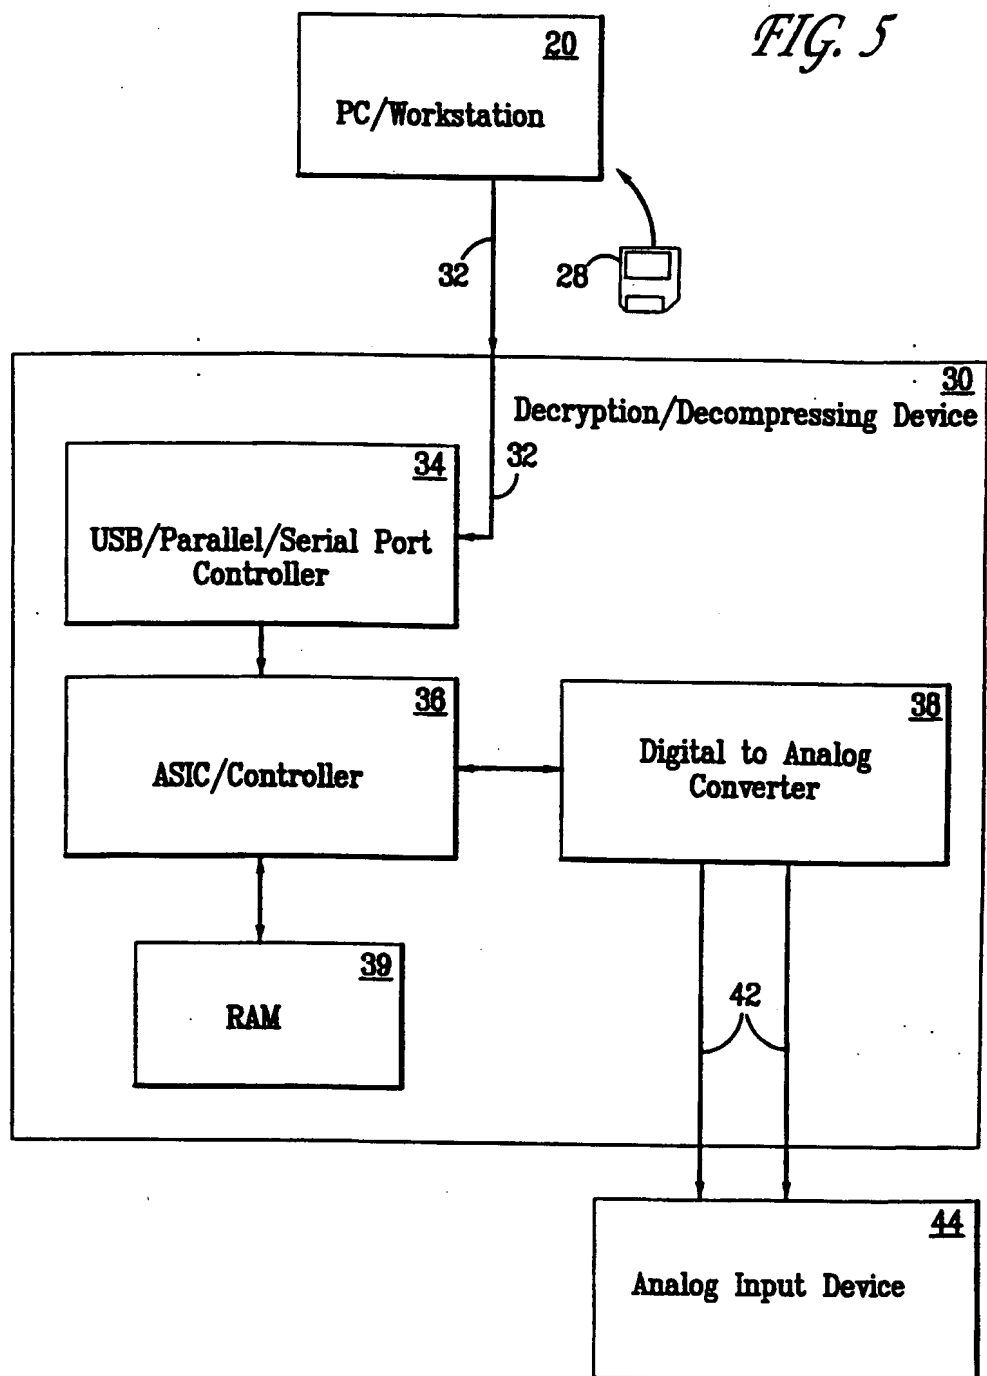 FIG. 5
20
PC/Workstation
32
28
30
Decryption/Decompressing Device
32
34
USB/Parallel/Serial Port
Controller
36
ASIC/Controller
38
Digital to Analog
Converter
39
RAM
42
44
Analog Input Device